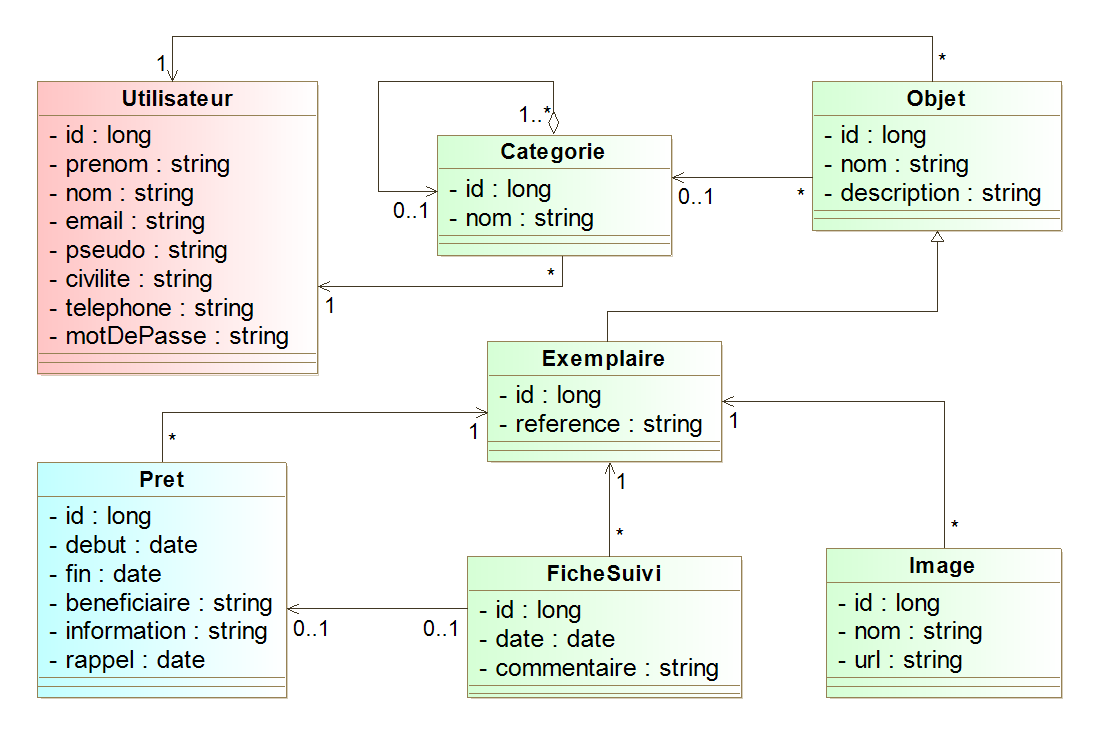 1
*
Utilisateur
- id : long
- prenom : string
- nom : string
- email : string
- pseudo : string
- civilite : string
- telephone : string
- motDePasse : string
1..*
Categorie
- id : long
- nom : string
0..1
0..1
*
*
1
Objet
- id : long
- nom : string
- description : string
Exemplaire
- id : long
- reference : string
*
1
1
1
*
*
Pret
- id : long
- debut : date
- fin : date
- beneficiaire : string
- information : string
- rappel : date
0..1
0..1
FicheSuivi
- id : long
- date : date
- commentaire : string
Image
- id : long
- nom : string
- url : string